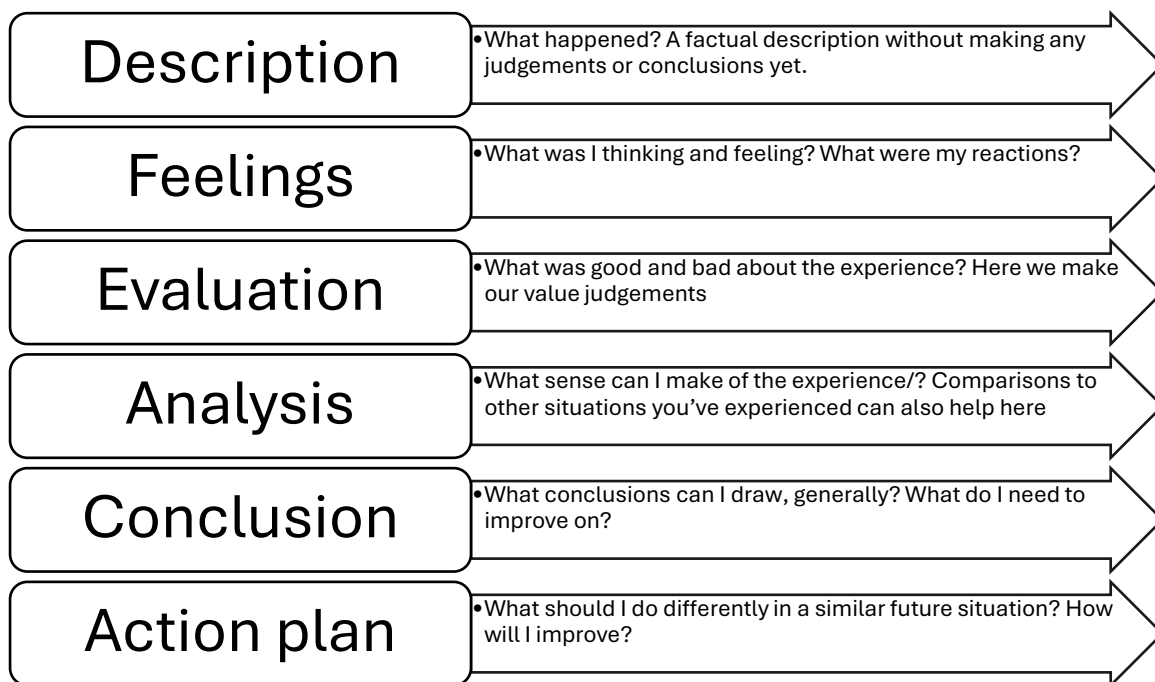 Description
•What happened? A factual description without making any
judgements or conclusions yet.
Feelings
•What was I thinking and feeling? What were my reactions?
Evaluation
•What was good and bad about the experience? Here we make
our value judgements
Analysis
•What sense can I make of the experience/? Comparisons to
other situations you’ve experienced can also help here
Conclusion
•What conclusions can I draw, generally? What do I need to
improve on?
Action plan
•What should I do differently in a similar future situation? How
will I improve?